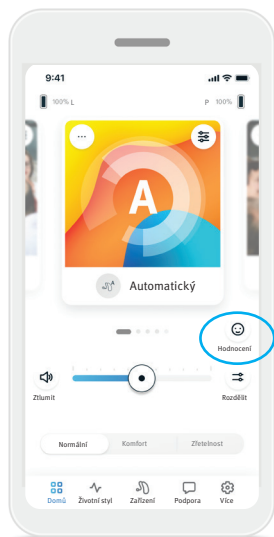 9:41
100% L
P 100%
A
Automatický
Hodnocení
Ztlumit
Rozdělit
Normální Komfort Zřetelnost
Domů Životní styl Zařízení Podpora Více